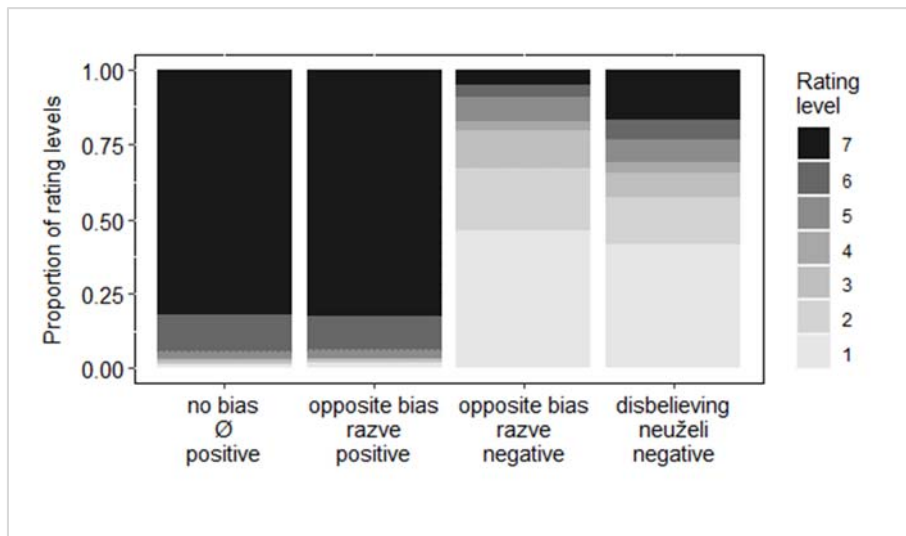 Proportion of rating levels
1.00
0.75
0.50
0.25
0.00
no bias
Ø
positive
opposite bias
razve
positive
opposite bias
razve
negative
disbelieving
neuželi
negative
Rating
level
7
6
5
4
3
2
1